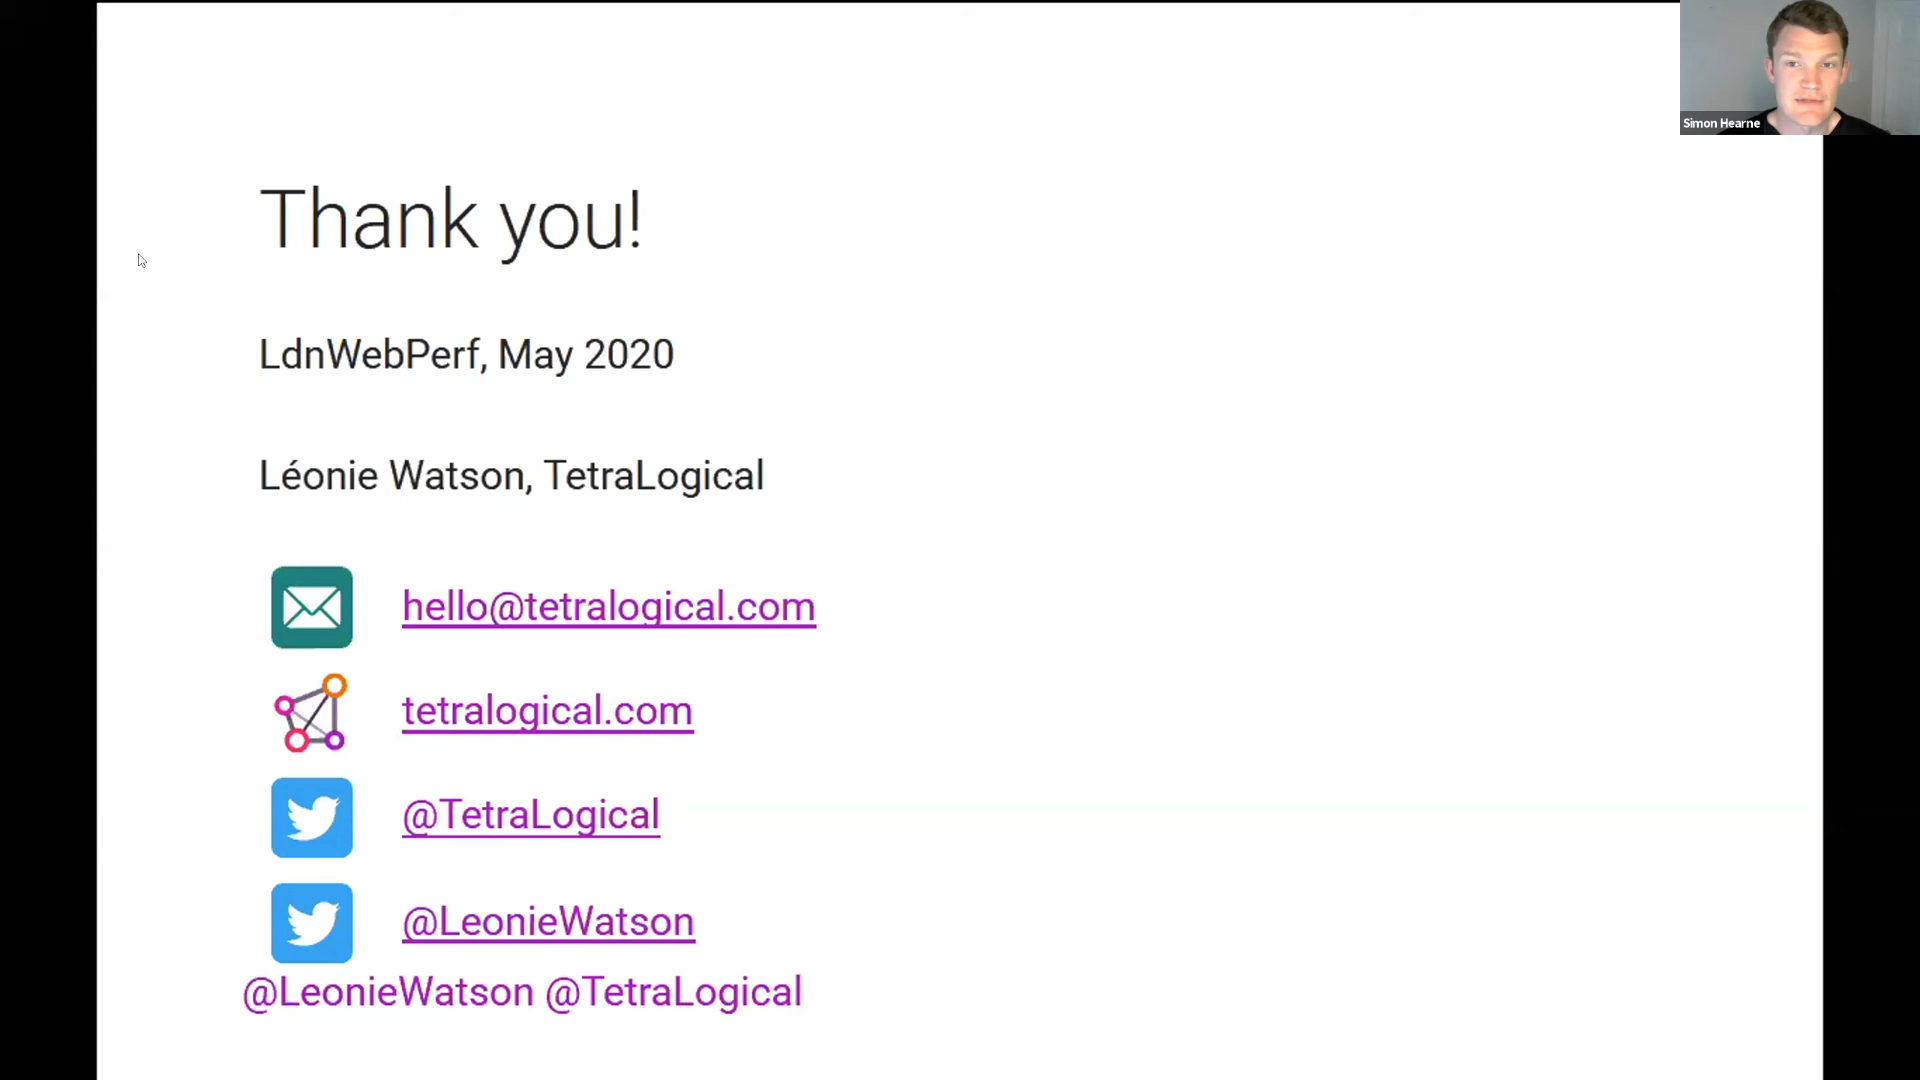 Simon Hearne
Thank you!
LdnWebPerf, May 2020
Léonie Watson, TetraLogical
hello@tetralogical.com
tetralogical.com
@TetraLogical
@LeonieWatson
@LeonieWatson @TetraLogical